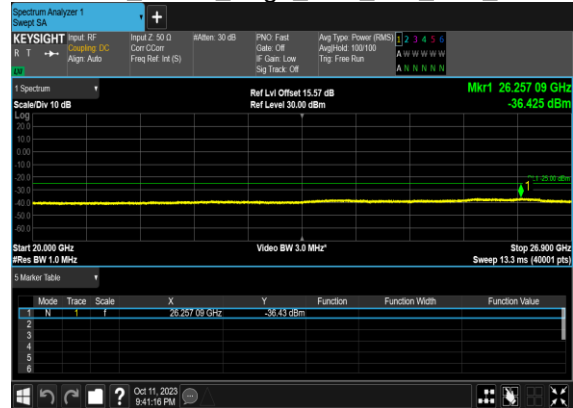 Spectrum Analyzer 1
Swept SA
+
KEYSIGHT Input: RF Input Z: 50 Ω #Atten: 30 dB PNO: Fast Avg Type: Power (RMS) 1 2 3 4 5 6
R T Coupling: DC Corr CCorr Gate: Off Avg|Hold: 100/100 A W W W W W
Align: Auto Freq Ref: Int (S) IF Gain: Low Trig: Free Run
Sig Track: Off A N N N N N
1 Spectrum Ref Lvl Offset 15.57 dB Mkr1 26.257 09 GHz
Scale/Div 10 dB Ref Level 30.00 dBm -36.425 dBm
Log
20.0
10.0
0.00
-10.0
-20.0
DL1 -25.00 dBm
1
-30.0
-40.0
-50.0
-60.0
Start 20.000 GHz Video BW 3.0 MHz* Stop 26.900 GHz
#Res BW 1.0 MHz Sweep 13.3 ms (40001 pts)
5 Marker Table
Mode Trace Scale X Y Function Function Width Function Value
1 N 1 f 26.257 09 GHz -36.43 dBm
2
3
4
5
6
? Oct 11, 2023
9:41:16 PM